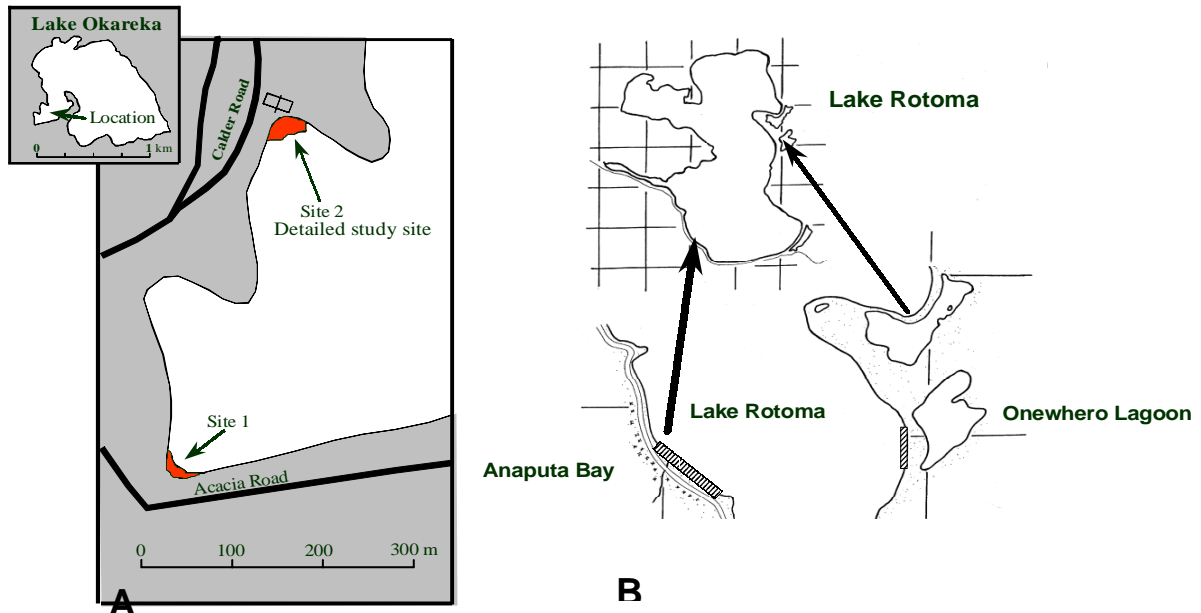 Lake Okareka
Location
0 1 km
Calder Road
Site 2
Detailed study site
Site 1
Acacia Road
0 100 200 300 m
A
Lake Rotoma
Lake Rotoma
Onewhero Lagoon
Anaputa Bay
B